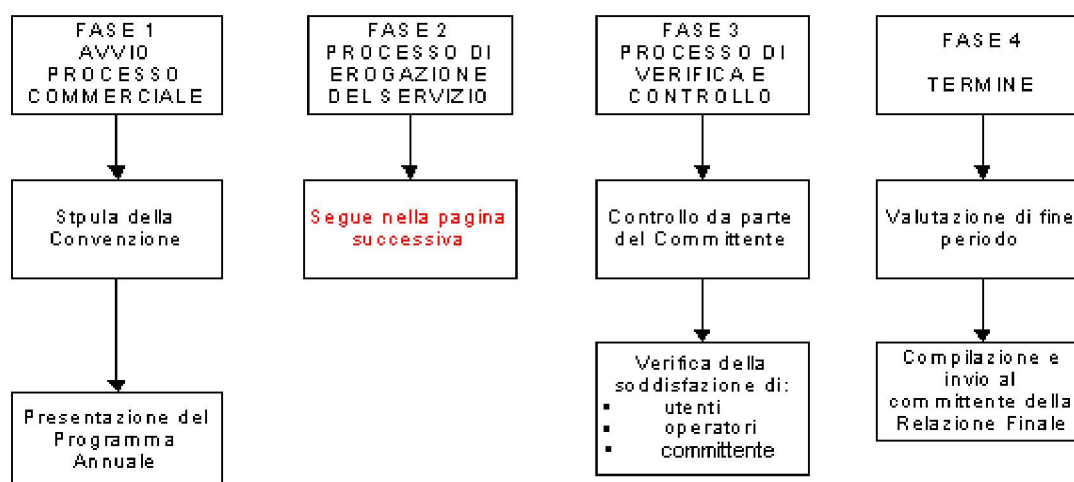 FASE 1
AVVIO
PROCESSO
COMMERCIALE
FASE 2
PROCESSO DI
EROGAZIONE
DEL SERVIZIO
FASE 3
PROCESSO DI
VERIFICA E
CONTROLLO
FASE 4
TERMINE
Stpula della
Convenzione
Segue nella pagina
successiva
Controllo da parte
del Committente
Valutazione di fine
periodo
Presentazione del
Programma
Annuale
Verifica della
soddisfazione di:
▪ utenti
▪ operatori
▪ committente
Compilazione e
invio al
committente della
Relazione Finale